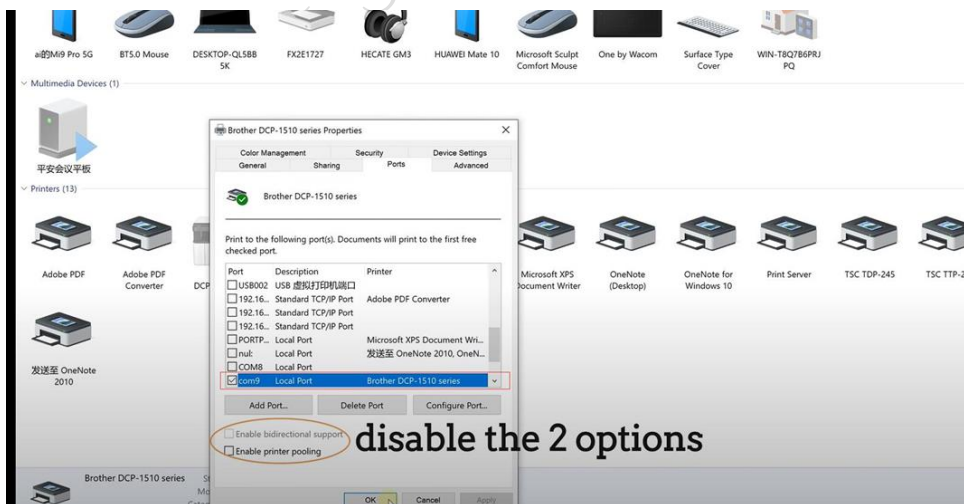 ai的Mi9 Pro 5G
BT5.0 Mouse
DESKTOP-QL5BB
5K
FX2E1727
HECATE GM3
HUAWEI Mate 10
Microsoft Sculpt
Comfort Mouse
One by Wacom
Surface Type
Cover
WIN-T8Q7B6PRJ
PQ
Multimedia Devices (1)
平安会议平板
Printers (13)
Adobe PDF
Adobe PDF
Converter
DCP
Microsoft XPS
Document Writer
OneNote
(Desktop)
OneNote for
Windows 10
Print Server
TSC TDP-245
TSC TTP-2
发送至 OneNote
2010
Brother DCP-1510 series Properties
Color Management Security Device Settings
General Sharing Ports Advanced
Brother DCP-1510 series
Print to the following port(s). Documents will print to the first free
checked port.
Port Description Printer
USB002 USB 虚拟打印机端口
192.16... Standard TCP/IP Port Adobe PDF Converter
192.16... Standard TCP/IP Port
192.16... Standard TCP/IP Port
PORTP... Local Port Microsoft XPS Document Wri...
nul: Local Port 发送至 OneNote 2010, OneN...
COM8 Local Port
com9 Local Port Brother DCP-1510 series
Add Port... Delete Port Configure Port...
Enable bidirectional support
Enable printer pooling
disable the 2 options
OK Cancel Apply
Brother DCP-1510 series